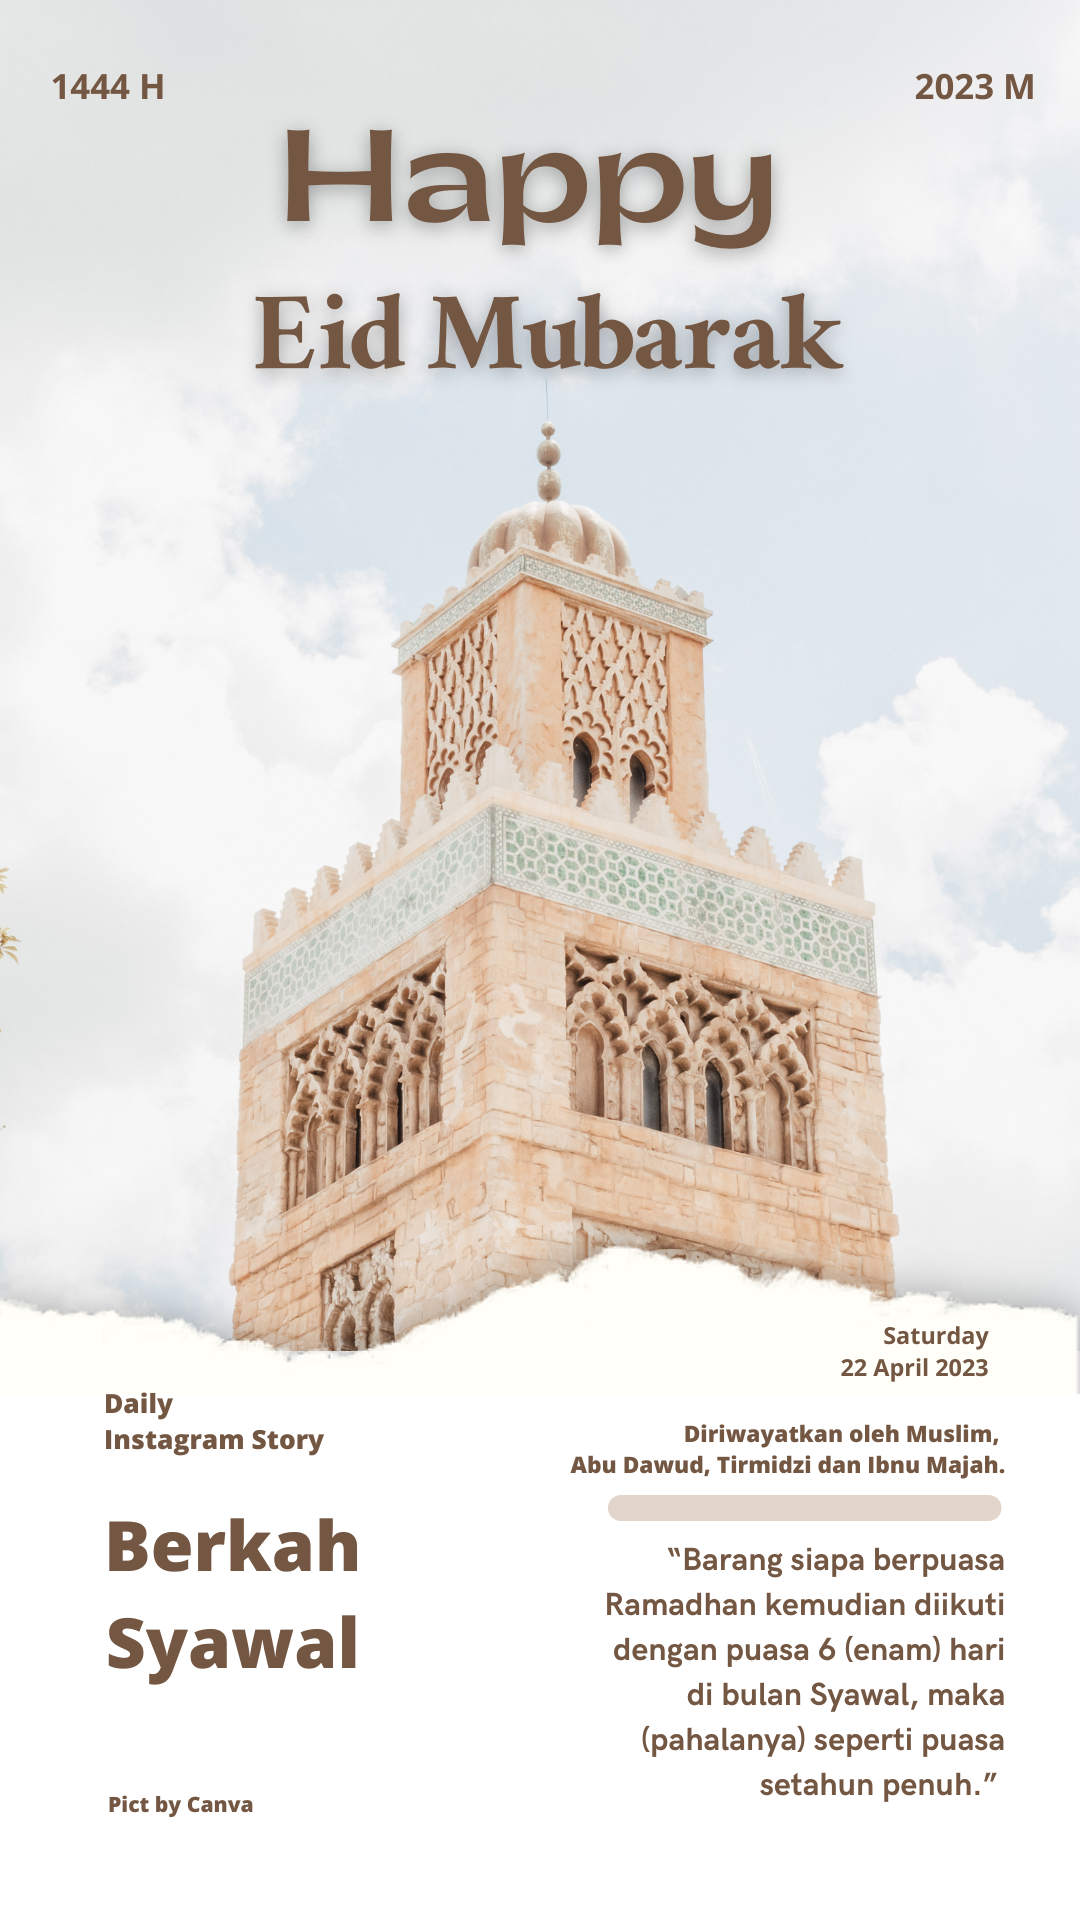 1444 H
2023 M
Happy
Eid Mubarak
Saturday
22 April 2023
Daily
Instagram Story
Diriwayatkan oleh Muslim,
Abu Dawud, Tirmidzi dan Ibnu Majah.
Berkah
Syawal
“Barang siapa berpuasa
Ramadhan kemudian diikuti
dengan puasa 6 (enam) hari
di bulan Syawal, maka
(pahalanya) seperti puasa
setahun penuh.”
Pict by Canva